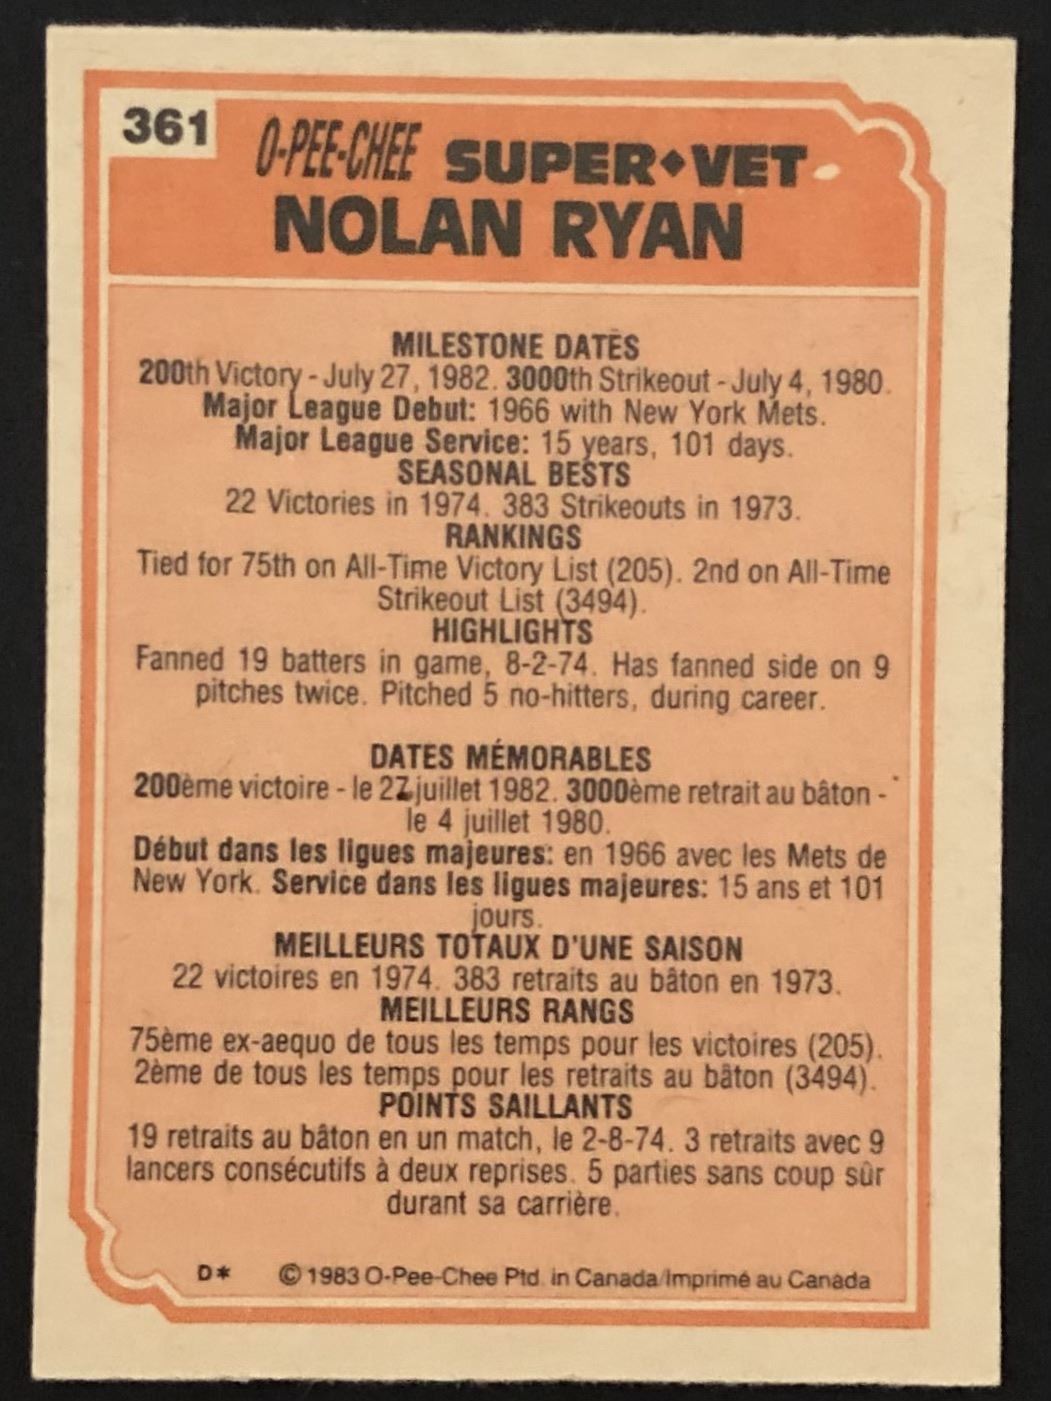 361
O-PEE-CHEE SUPER♦VET
NOLAN RYAN
MILESTONE DATES
200th Victory - July 27, 1982. 3000th Strikeout - July 4, 1980.
Major League Debut: 1966 with New York Mets.
Major League Service: 15 years, 101 days.
SEASONAL BESTS
22 Victories in 1974. 383 Strikeouts in 1973.
RANKINGS
Tied for 75th on All-Time Victory List (205). 2nd on All-Time
Strikeout List (3494).
HIGHLIGHTS
Fanned 19 batters in game, 8-2-74. Has fanned side on 9
pitches twice. Pitched 5 no-hitters, during career.
DATES MÉMORABLES
200ème victoire - le 27 juillet 1982. 3000ème retrait au bâton -
le 4 juillet 1980.
Début dans les ligues majeures: en 1966 avec les Mets de
New York. Service dans les ligues majeures: 15 ans et 101
jours.
MEILLEURS TOTAUX D'UNE SAISON
22 victoires en 1974. 383 retraits au bâton en 1973.
MEILLEURS RANGS
75ème ex-aequo de tous les temps pour les victoires (205).
2ème de tous les temps pour les retraits au bâton (3494).
POINTS SAILLANTS
19 retraits au bâton en un match, le 2-8-74. 3 retraits avec 9
lancers consécutifs à deux reprises. 5 parties sans coup sûr
durant sa carrière.
D* © 1983 O-Pee-Chee Ptd. in Canada/Imprimé au Canada